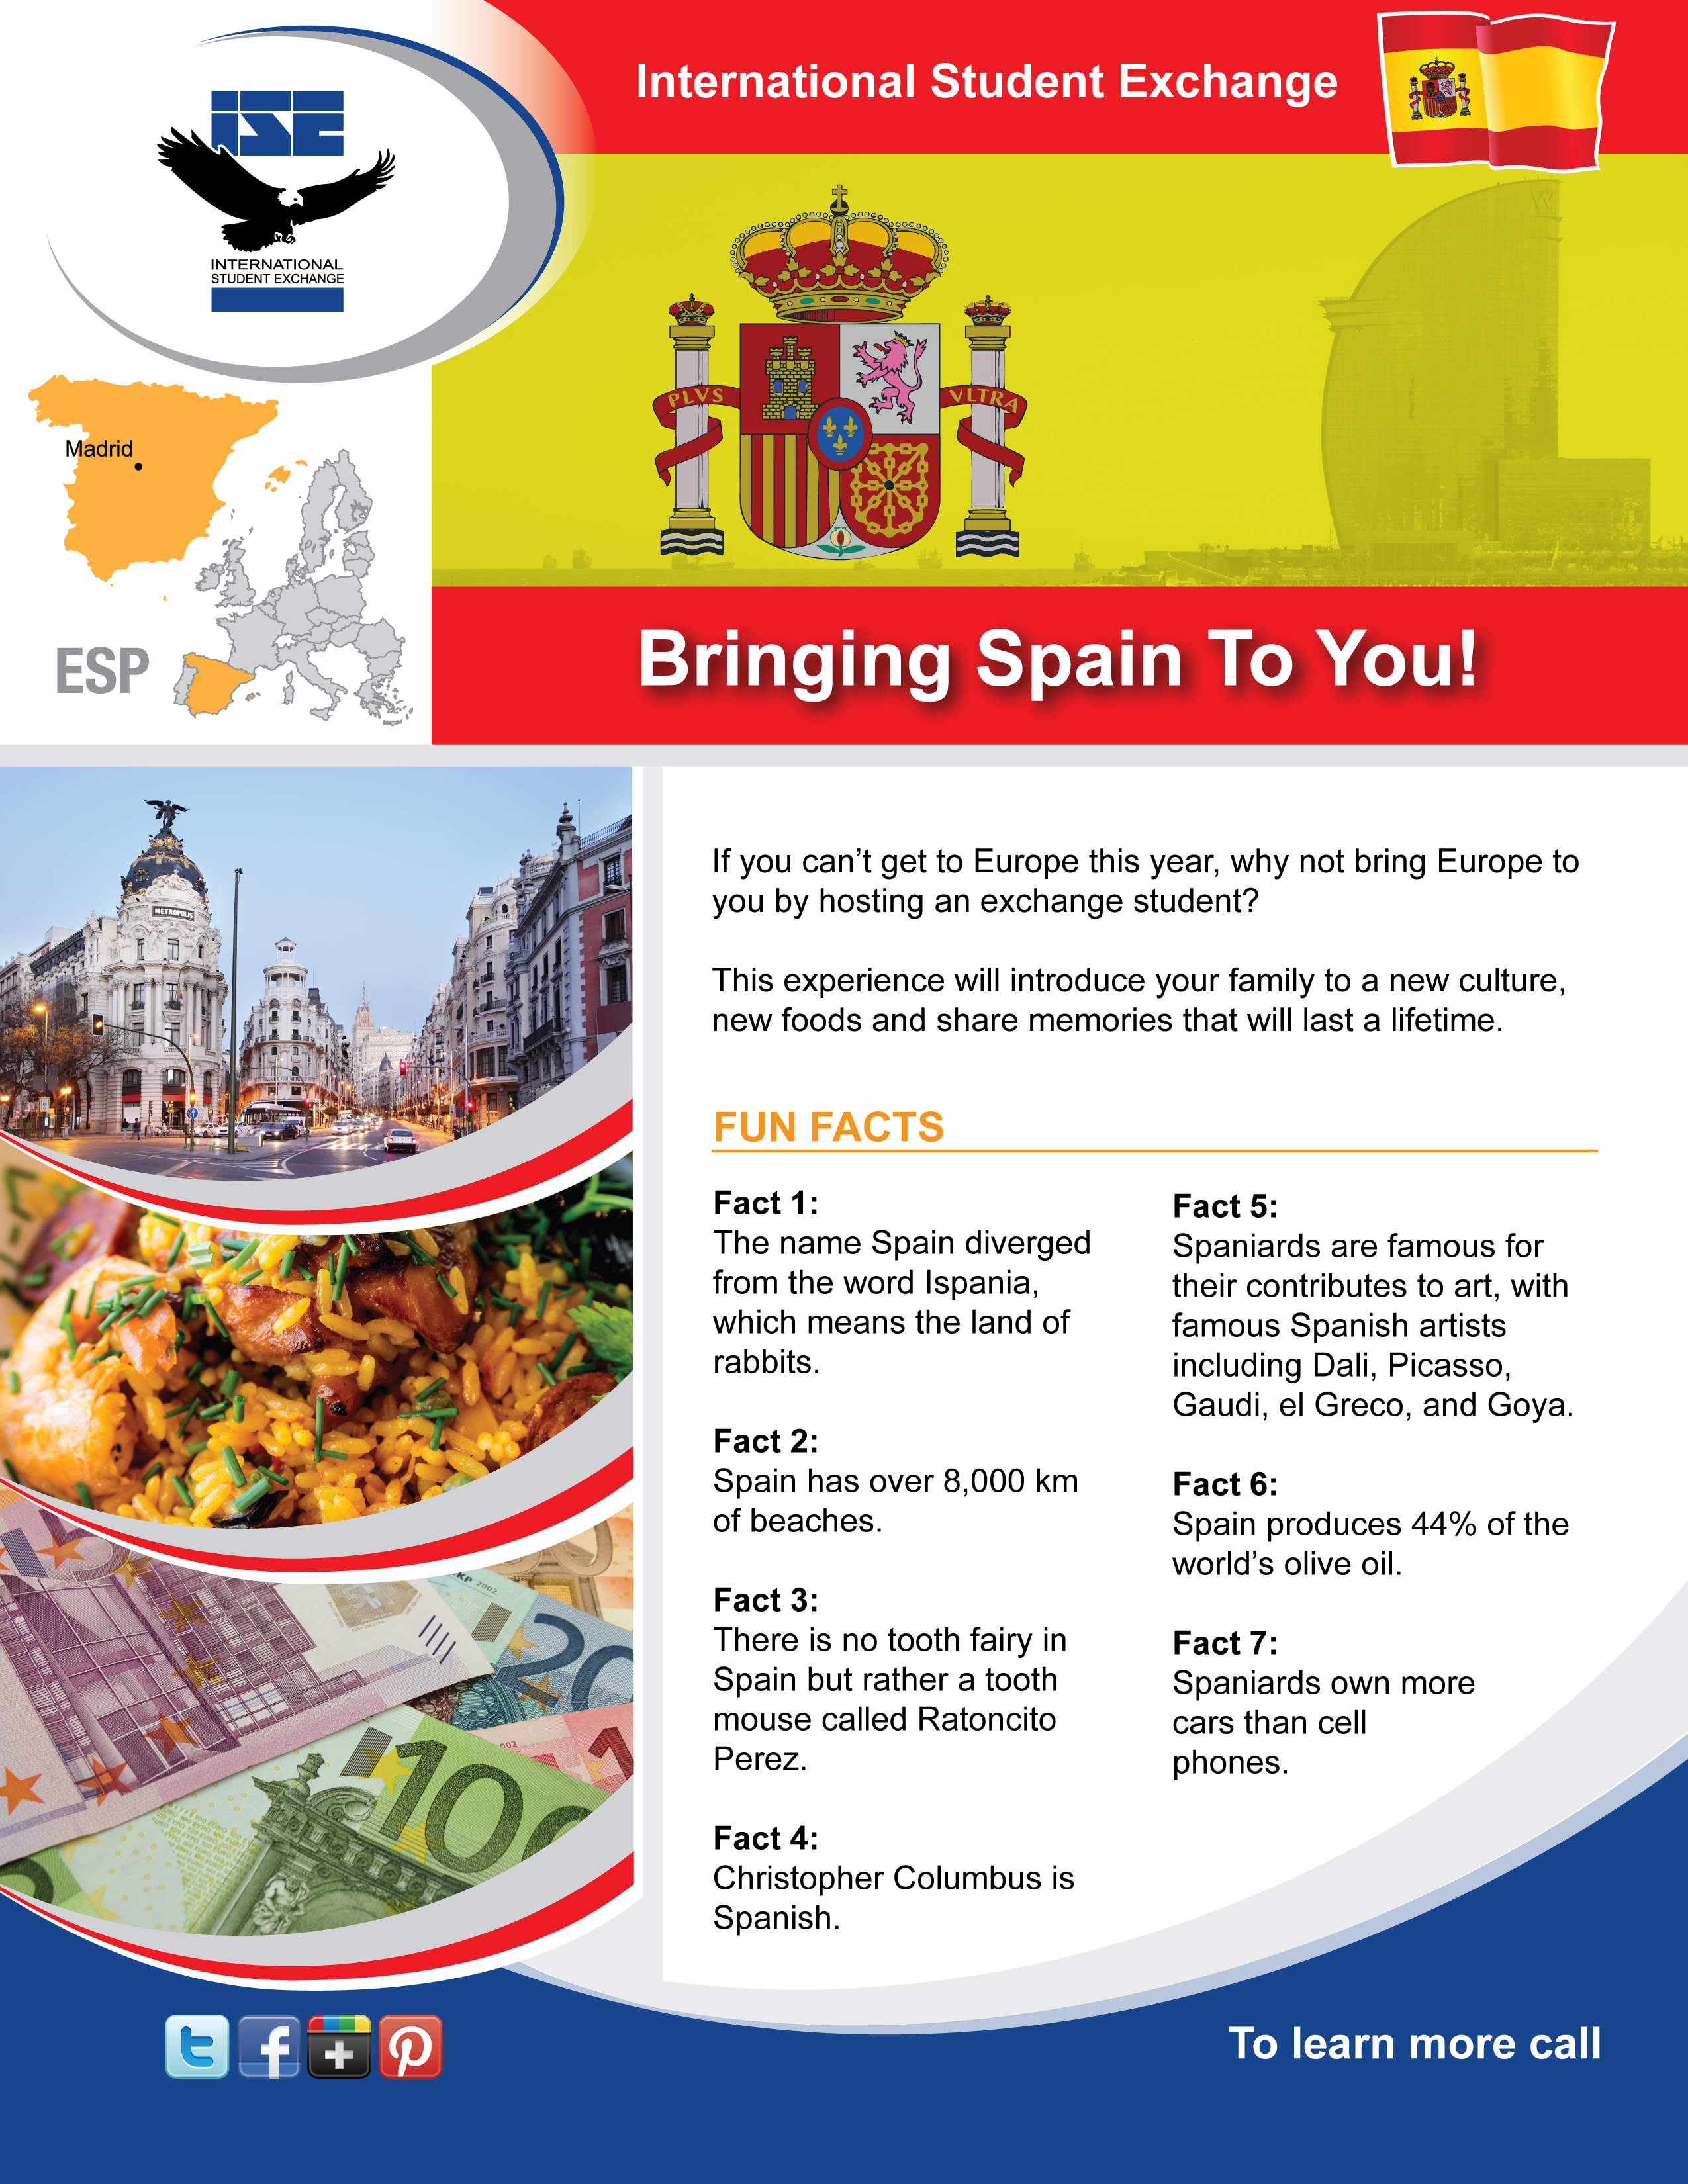 International Student Exchange
ISE
INTERNATIONAL
STUDENT EXCHANGE
PLVS
VLTRA
W
Madrid
ESP
Bringing Spain To You!
METROPOLIS
If you can’t get to Europe this year, why not bring Europe to
you by hosting an exchange student?
This experience will introduce your family to a new culture,
new foods and share memories that will last a lifetime.
FUN FACTS
Fact 1:
The name Spain diverged
from the word Ispania,
which means the land of
rabbits.
Fact 2:
Spain has over 8,000 km
of beaches.
Fact 3:
There is no tooth fairy in
Spain but rather a tooth
mouse called Ratoncito
Perez.
Fact 4:
Christopher Columbus is
Spanish.
Fact 5:
Spaniards are famous for
their contributes to art, with
famous Spanish artists
including Dali, Picasso,
Gaudi, el Greco, and Goya.
Fact 6:
Spain produces 44% of the
world’s olive oil.
Fact 7:
Spaniards own more
cars than cell
phones.
2002
20
002
100
To learn more call